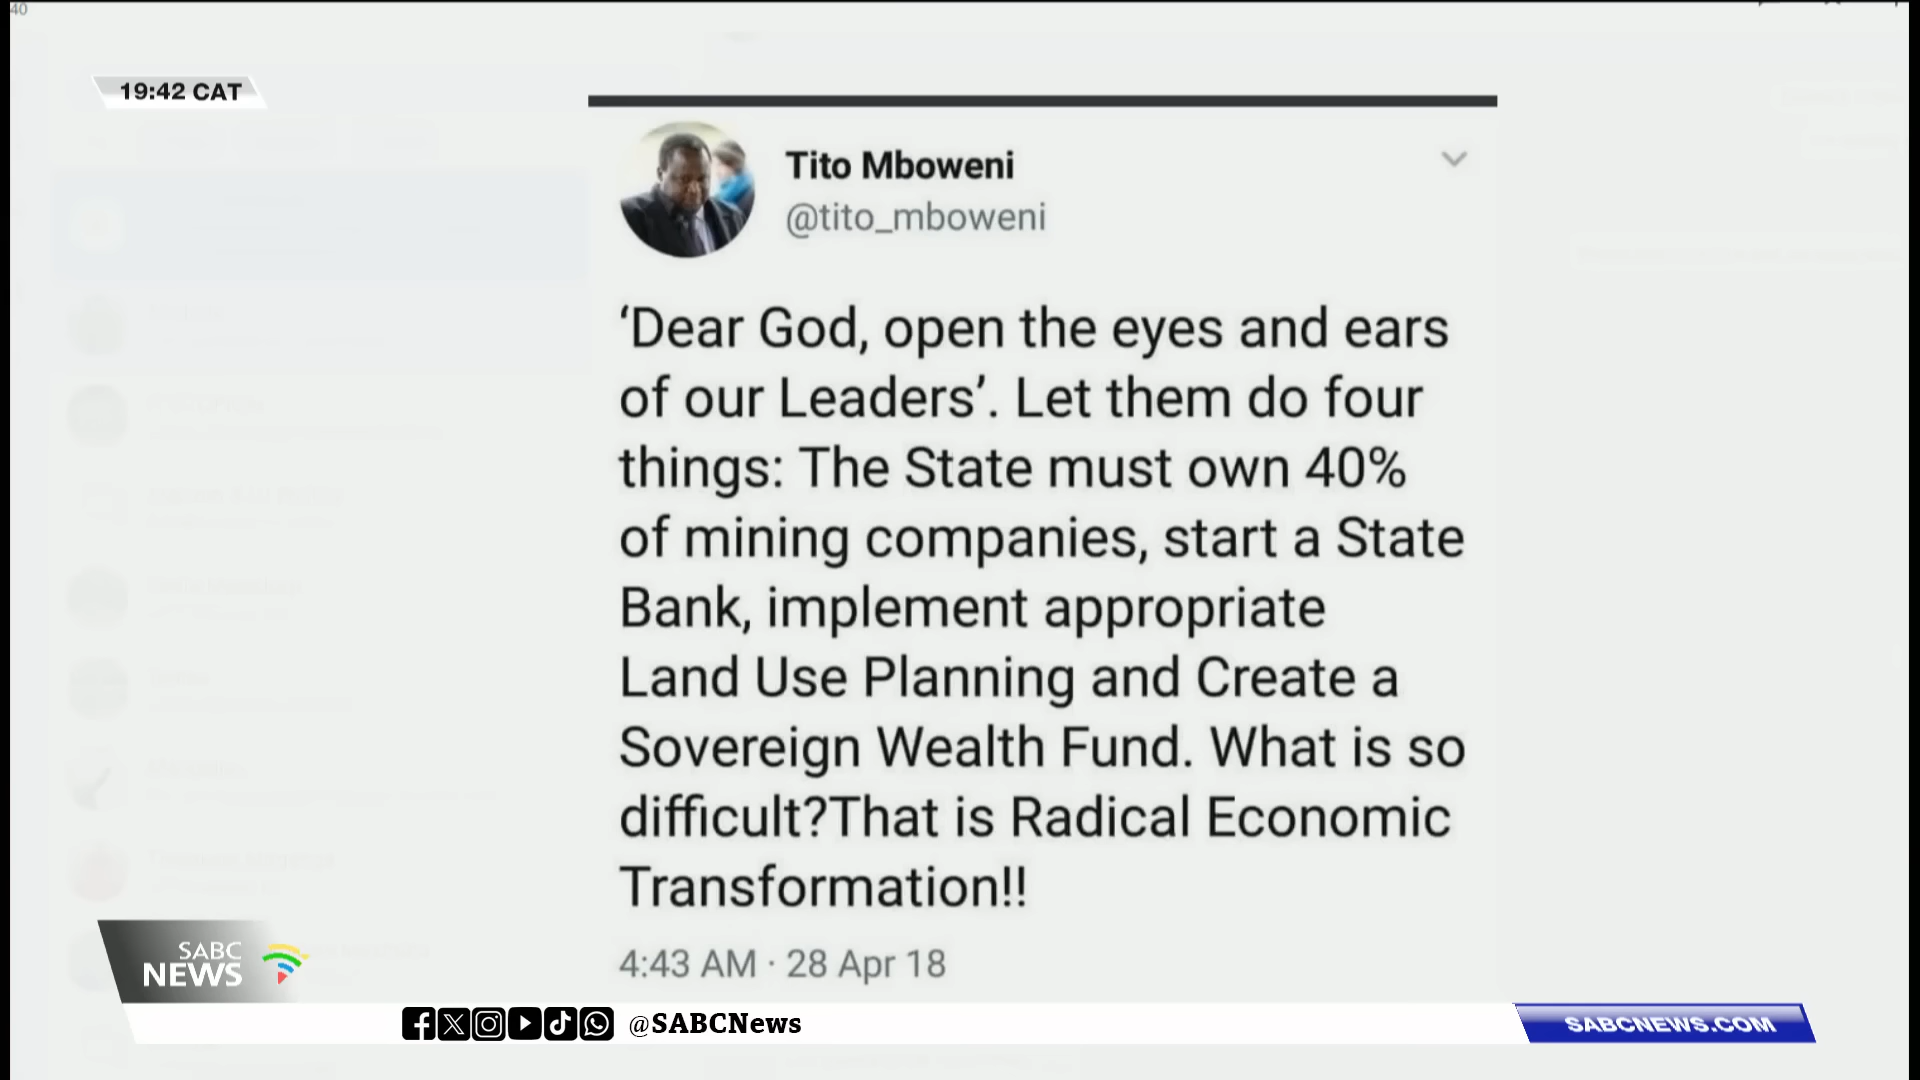 40
19:42 CAT
Tito Mboweni
@tito_mboweni
‘Dear God, open the eyes and ears
of our Leaders’. Let them do four
things: The State must own 40%
of mining companies, start a State
Bank, implement appropriate
Land Use Planning and Create a
Sovereign Wealth Fund. What is so
difficult?That is Radical Economic
Transformation!!
4:43 AM · 28 Apr 18
SABC
NEWS
@SABCNews
SABCNEWS.COM